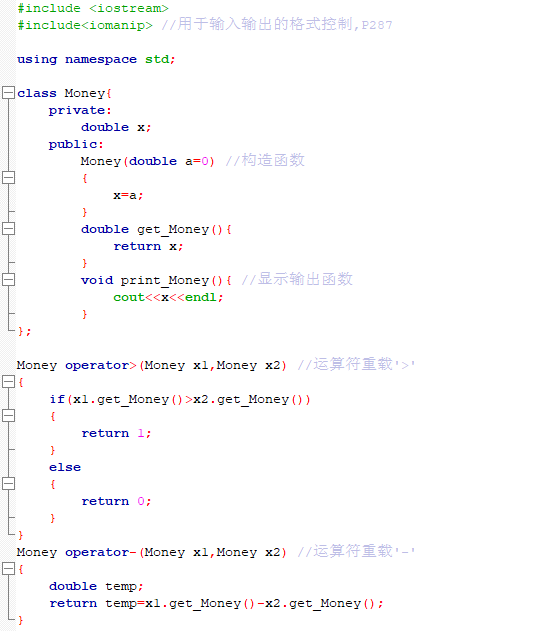 #include <iostream>
#include<iomanip> //用于输入输出的格式控制,P287
using namespace std;
class Money{
private:
double x;
public:
Money(double a=0) //构造函数
{
x=a;
}
double get_Money(){
return x;
}
void print_Money(){ //显示输出函数
cout<<x<<endl;
}
};
Money operator>(Money x1,Money x2) //运算符重载'>'
{
if(x1.get_Money()>x2.get_Money())
{
return 1;
}
else
{
return 0;
}
}
Money operator-(Money x1,Money x2) //运算符重载'-'
{
double temp;
return temp=x1.get_Money()-x2.get_Money();
}